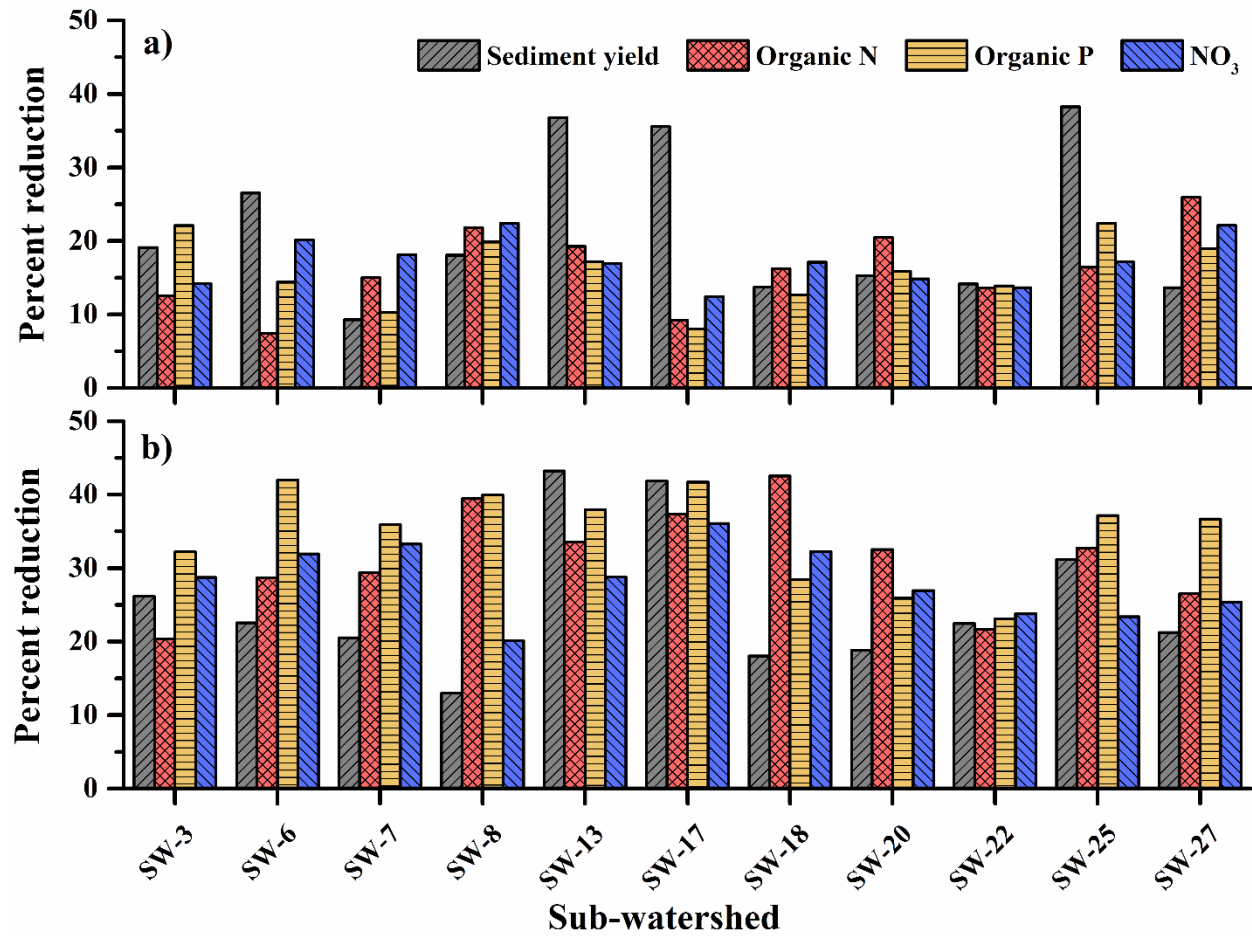 a)
Sediment yield Organic N Organic P NO₃
Percent reduction
50
40
30
20
10
0
b)
Percent reduction
50
40
30
20
10
0
SW-3 SW-6 SW-7 SW-8 SW-13 SW-17 SW-18 SW-20 SW-22 SW-25 SW-27
Sub-watershed